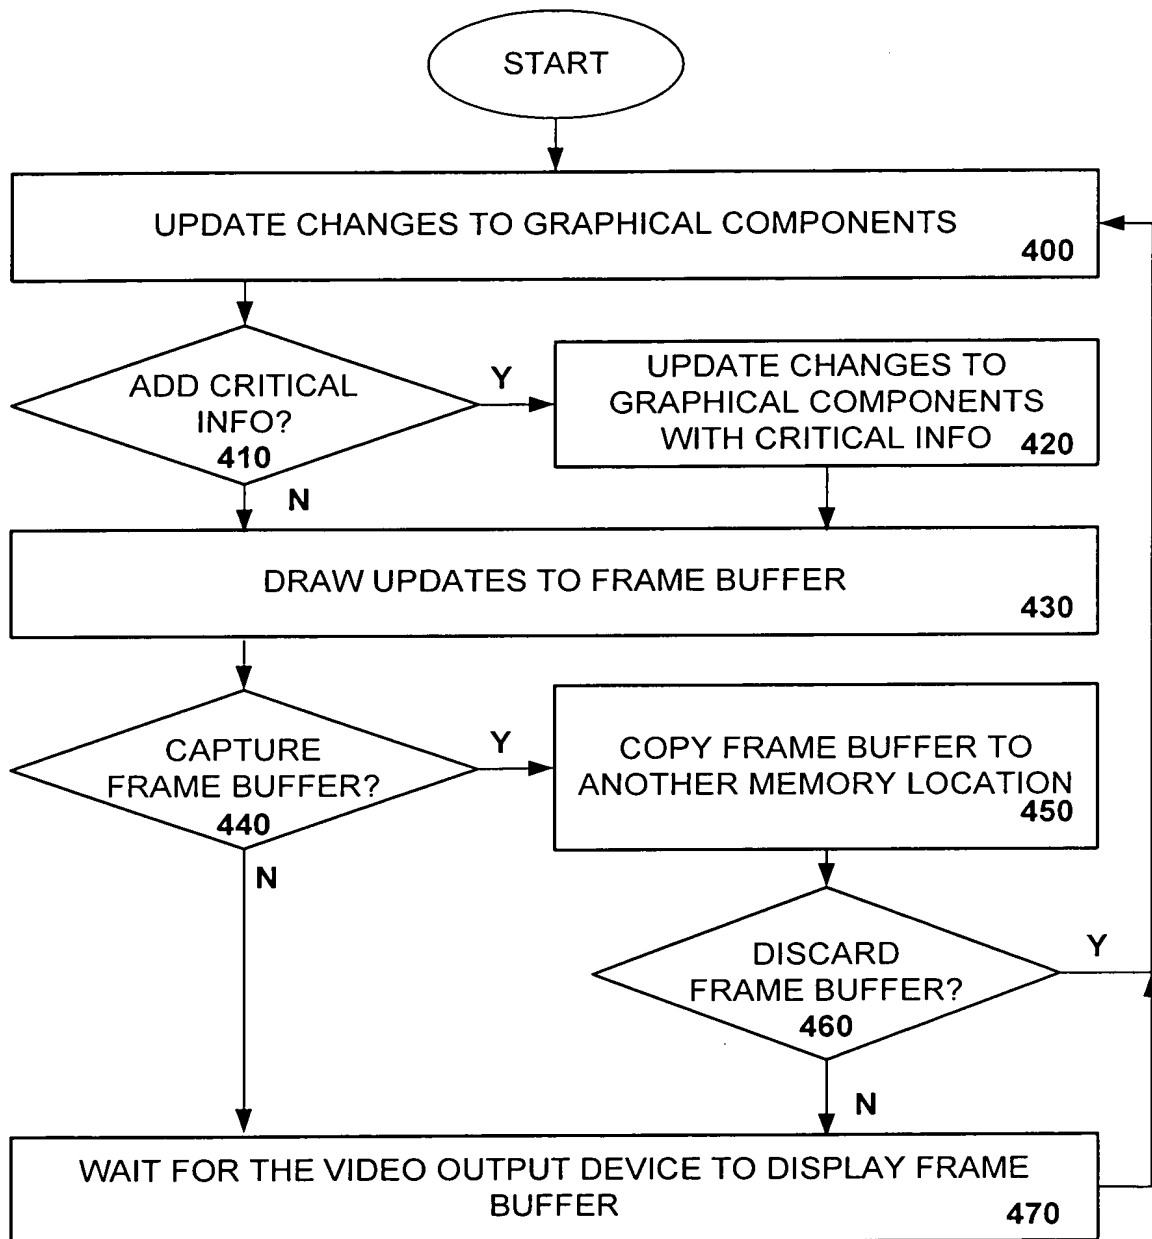 START
UPDATE CHANGES TO GRAPHICAL COMPONENTS
400
ADD CRITICAL
INFO?
410
Y
UPDATE CHANGES TO
GRAPHICAL COMPONENTS
WITH CRITICAL INFO
420
N
DRAW UPDATES TO FRAME BUFFER
430
CAPTURE
FRAME BUFFER?
440
Y
COPY FRAME BUFFER TO
ANOTHER MEMORY LOCATION
450
N
DISCARD
FRAME BUFFER?
460
Y
N
WAIT FOR THE VIDEO OUTPUT DEVICE TO DISPLAY FRAME
BUFFER
470